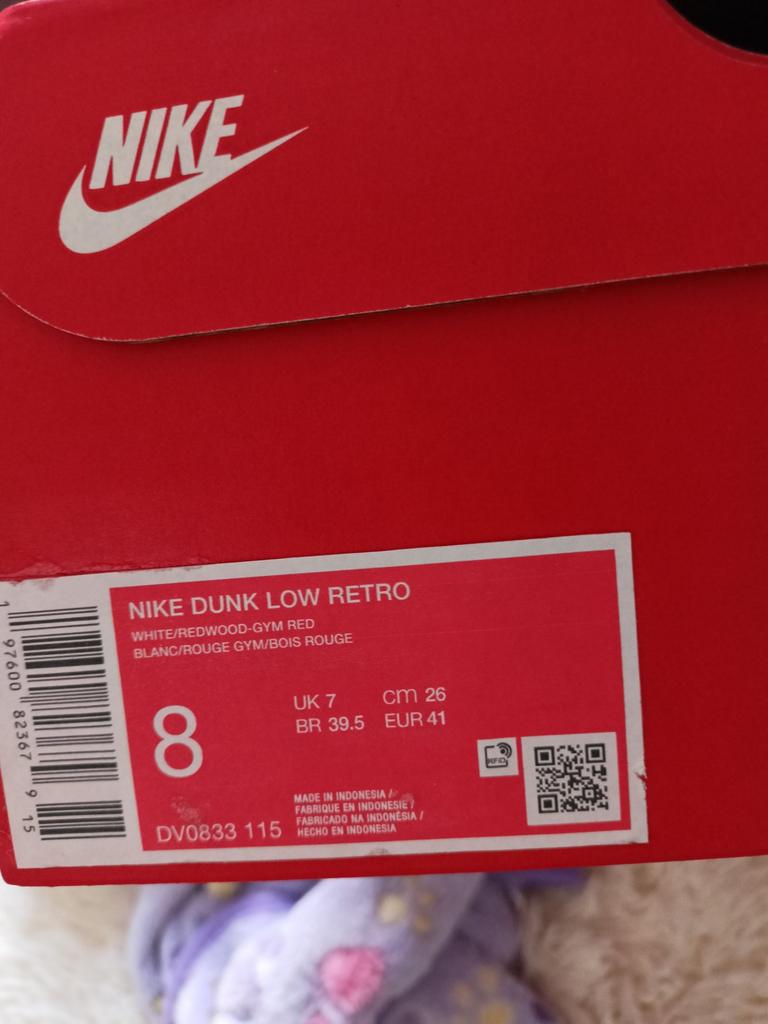 NIKE
NIKE DUNK LOW RETRO
WHITE/REDWOOD-GYM RED
BLANC/ROUGE GYM/BOIS ROUGE
8
UK 7 cm 26
BR 39.5 EUR 41
RFID
MADE IN INDONESIA /
FABRIQUE EN INDONESIE /
FABRICADO NA INDONÉSIA /
HECHO EN INDONESIA
DV0833 115
1 97600 82367 9 15